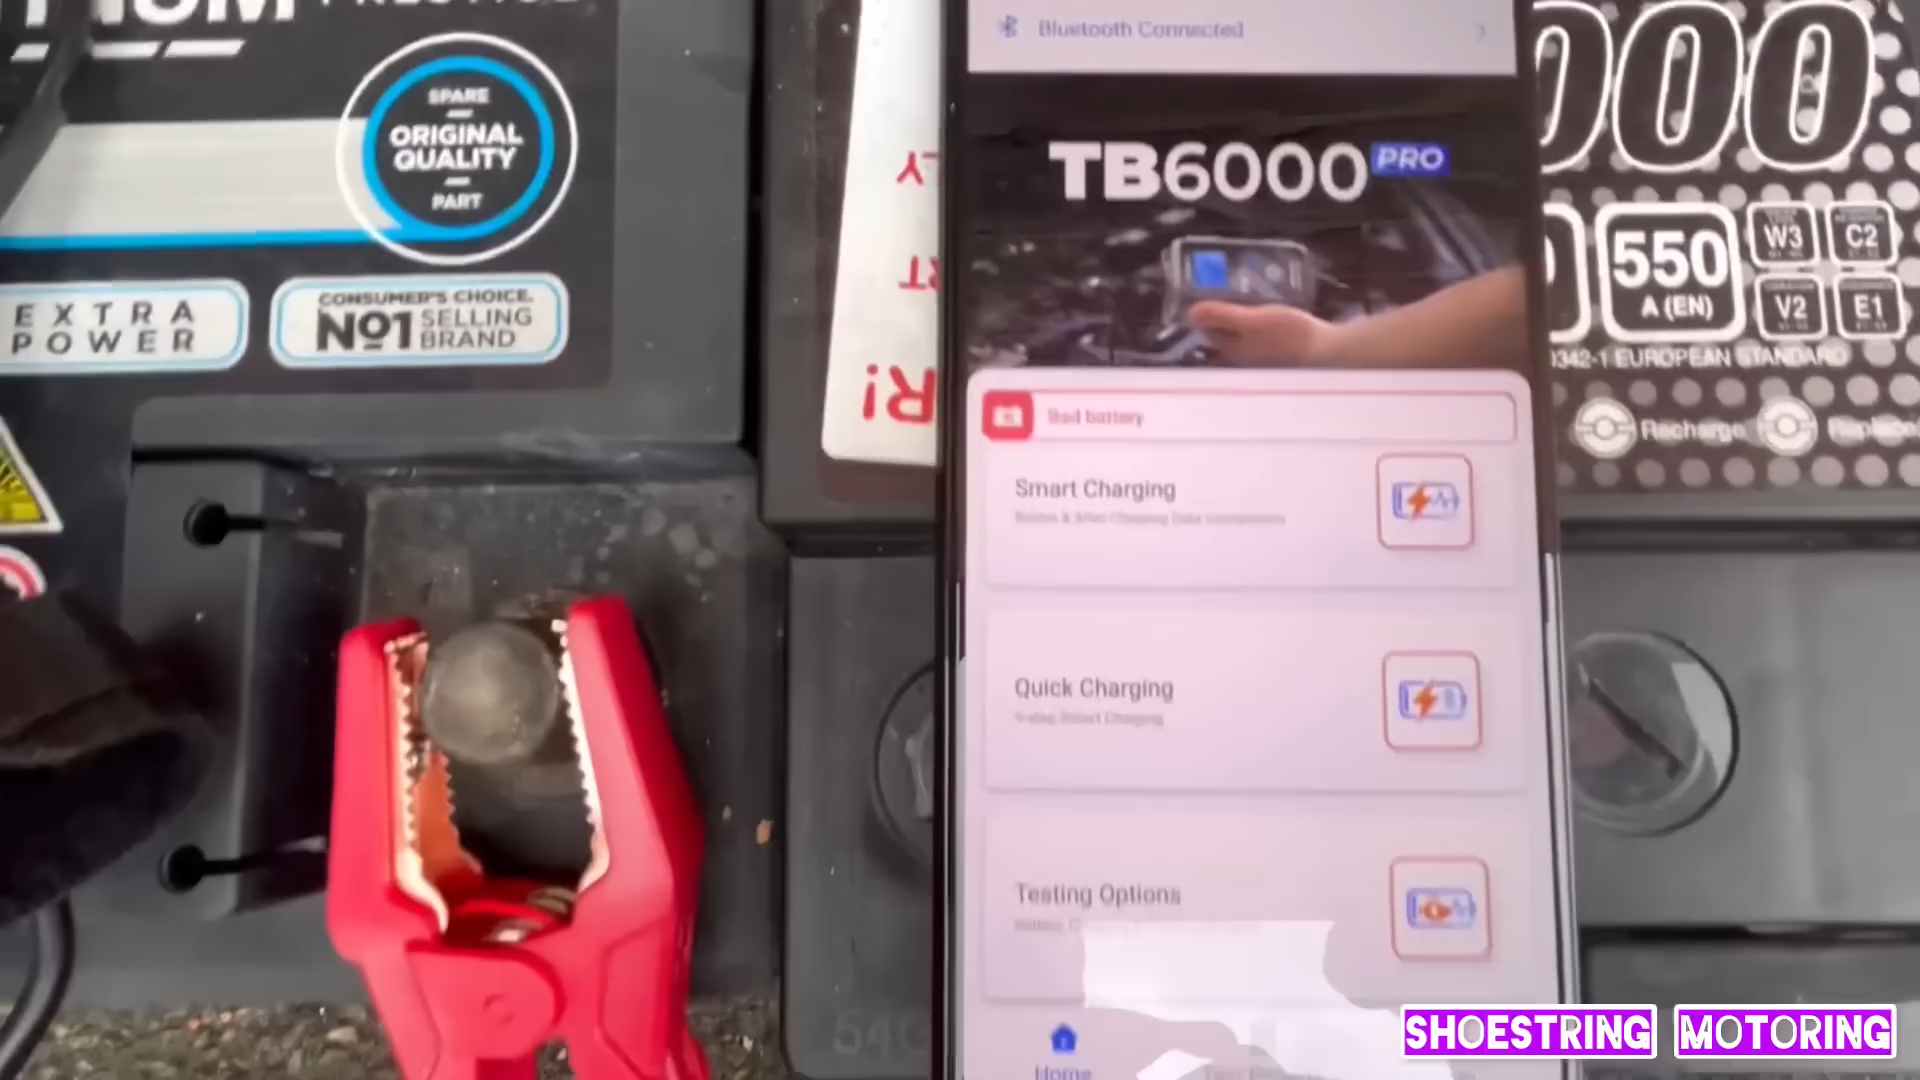 Bluetooth Connected
SPARE
ORIGINAL
QUALITY
PART
EXTRA
POWER
CONSUMER'S CHOICE.
No1 SELLING
BRAND
R!
TB6000 PRO
Bad battery
Smart Charging
Quick Charging
Testing Options
Home
000
550
A (EN)
W3
C2
V2
E1
EUROPEAN STANDARD
Recharge
SHOESTRING MOTORING